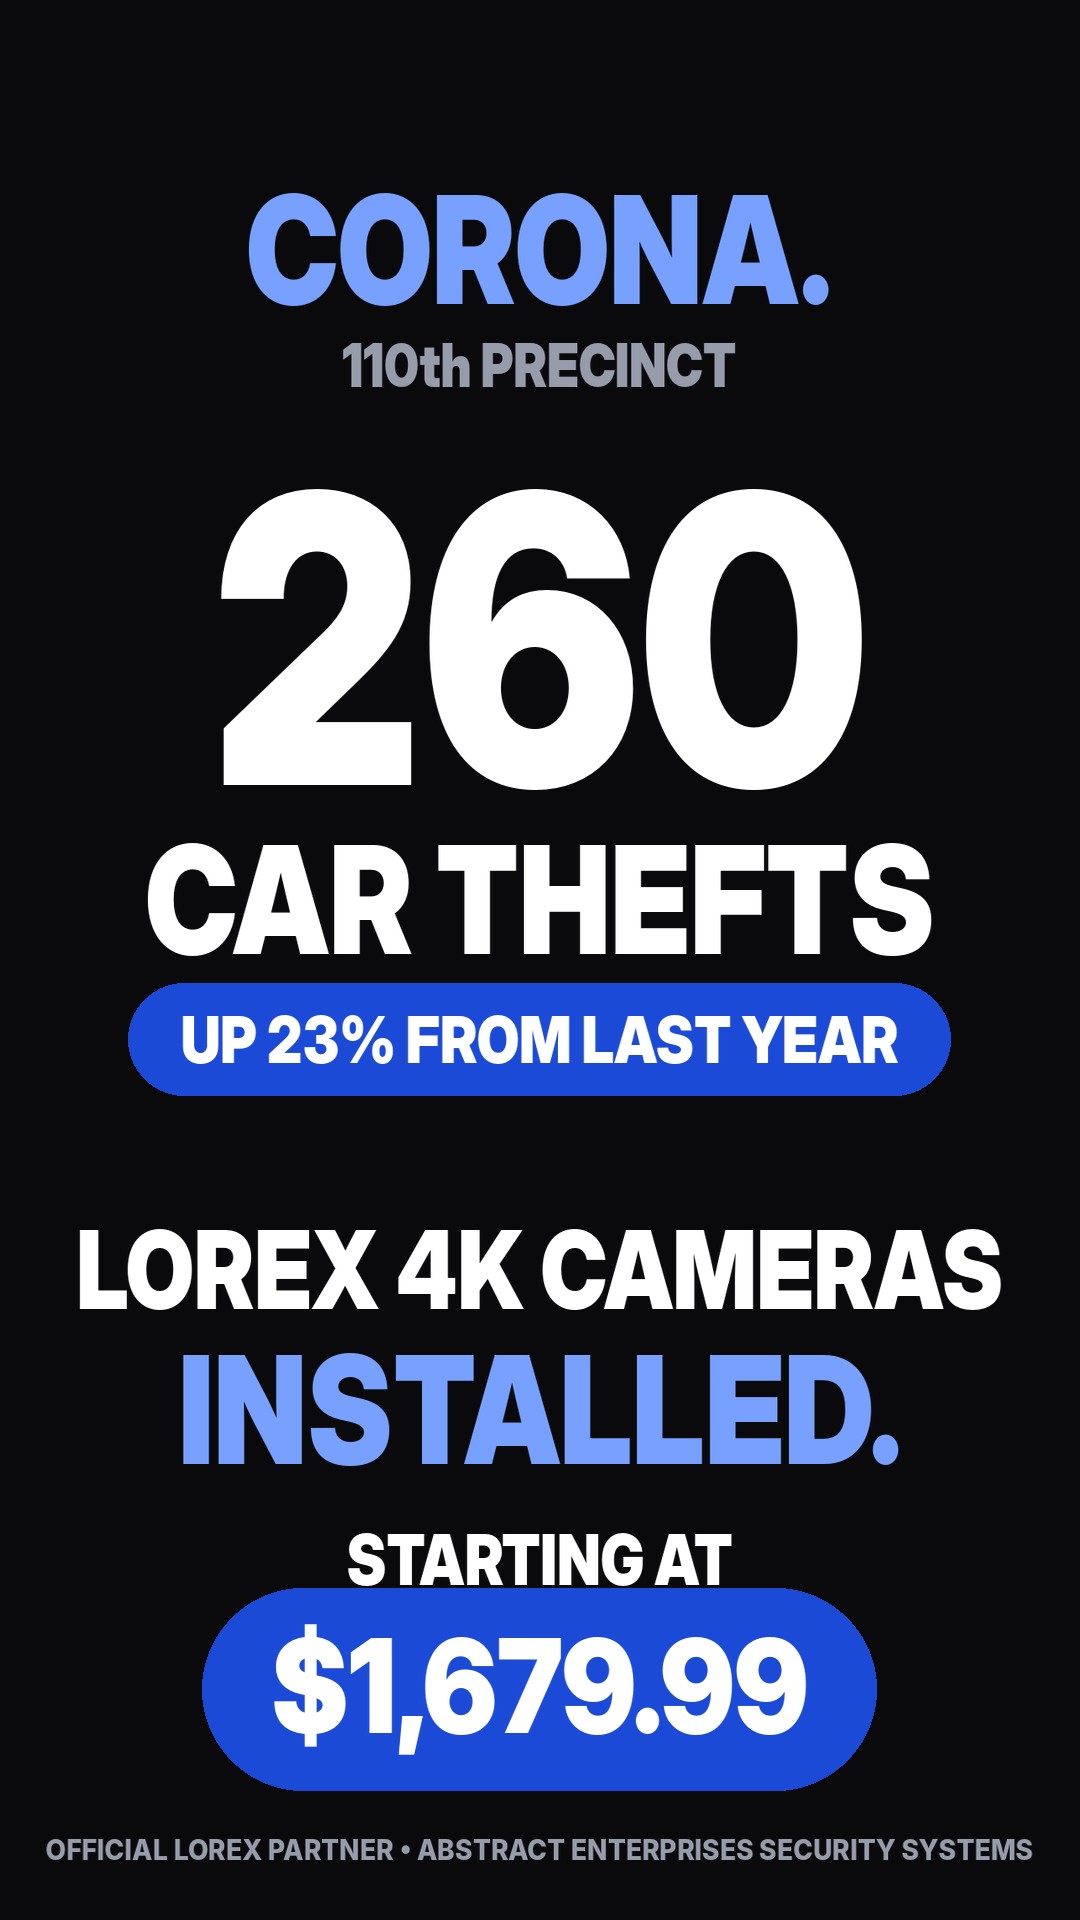 CORONA.
110th PRECINCT
260
CAR THEFTS
UP 23% FROM LAST YEAR
LOREX 4K CAMERAS
INSTALLED.
STARTING AT
$1,679.99
OFFICIAL LOREX PARTNER • ABSTRACT ENTERPRISES SECURITY SYSTEMS